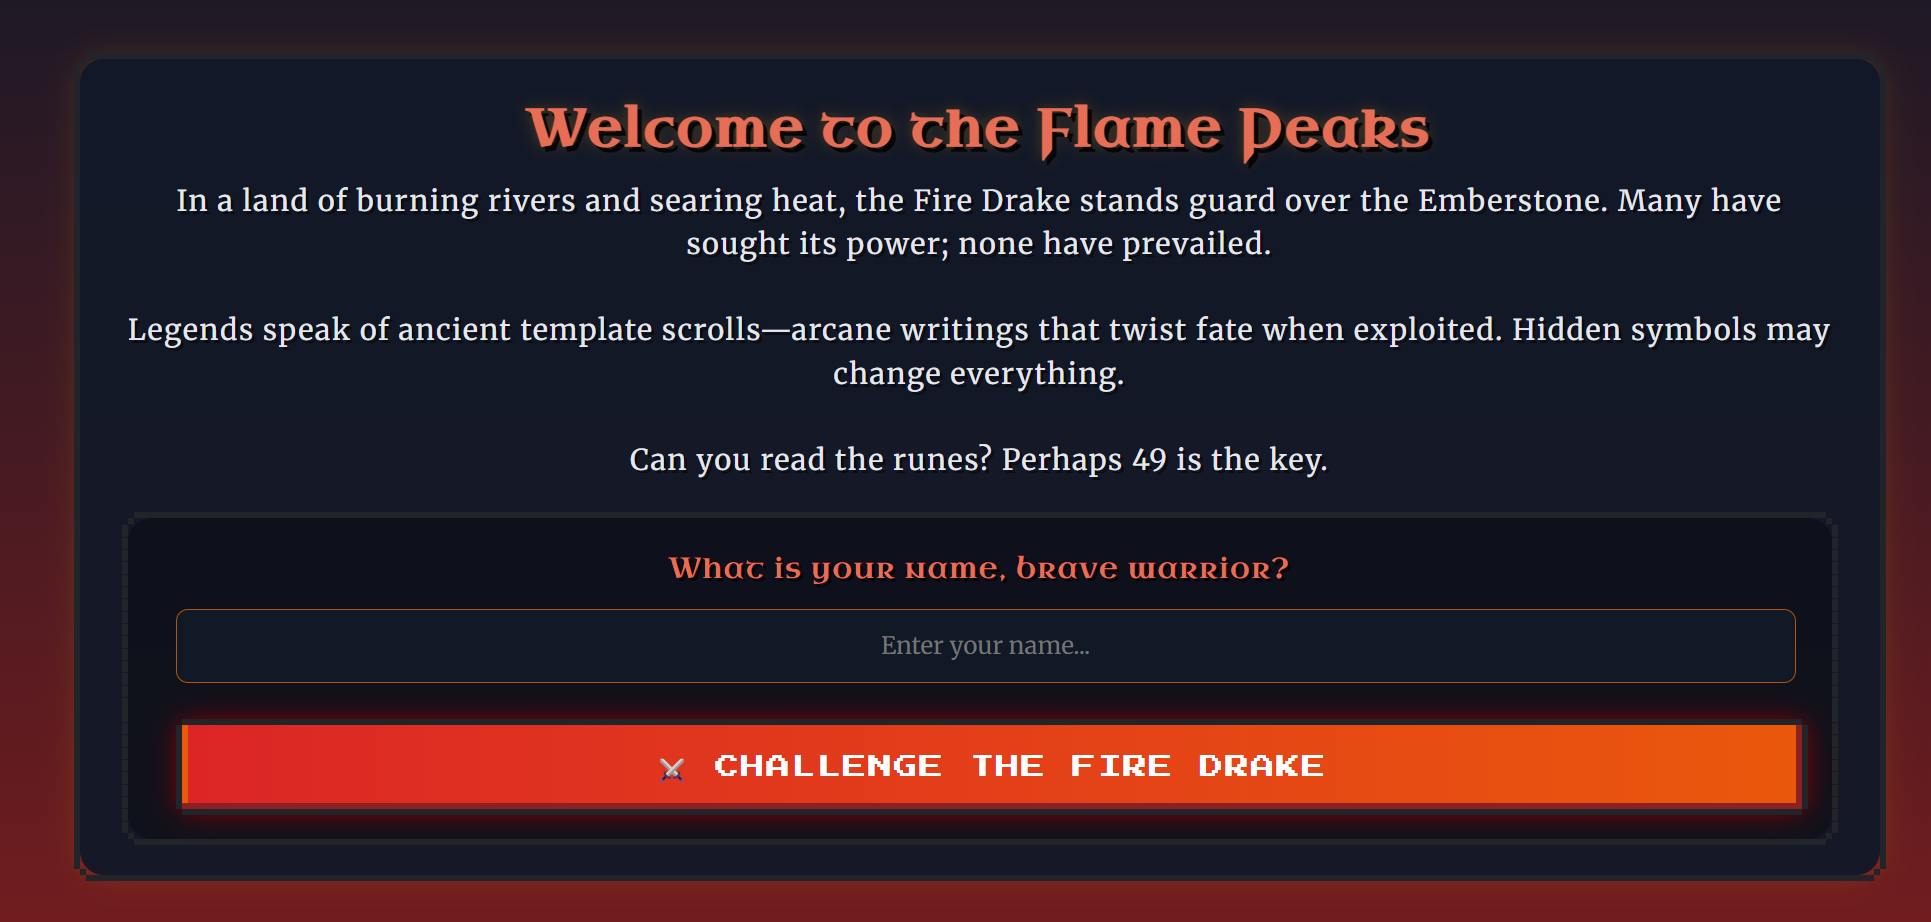 Welcome to the Flame Peaks
In a land of burning rivers and searing heat, the Fire Drake stands guard over the Emberstone. Many have
sought its power; none have prevailed.
Legends speak of ancient template scrolls—arcane writings that twist fate when exploited. Hidden symbols may
change everything.
Can you read the runes? Perhaps 49 is the key.
What is your name, brave warrior?
Enter your name...
⚔ CHALLENGE THE FIRE DRAKE